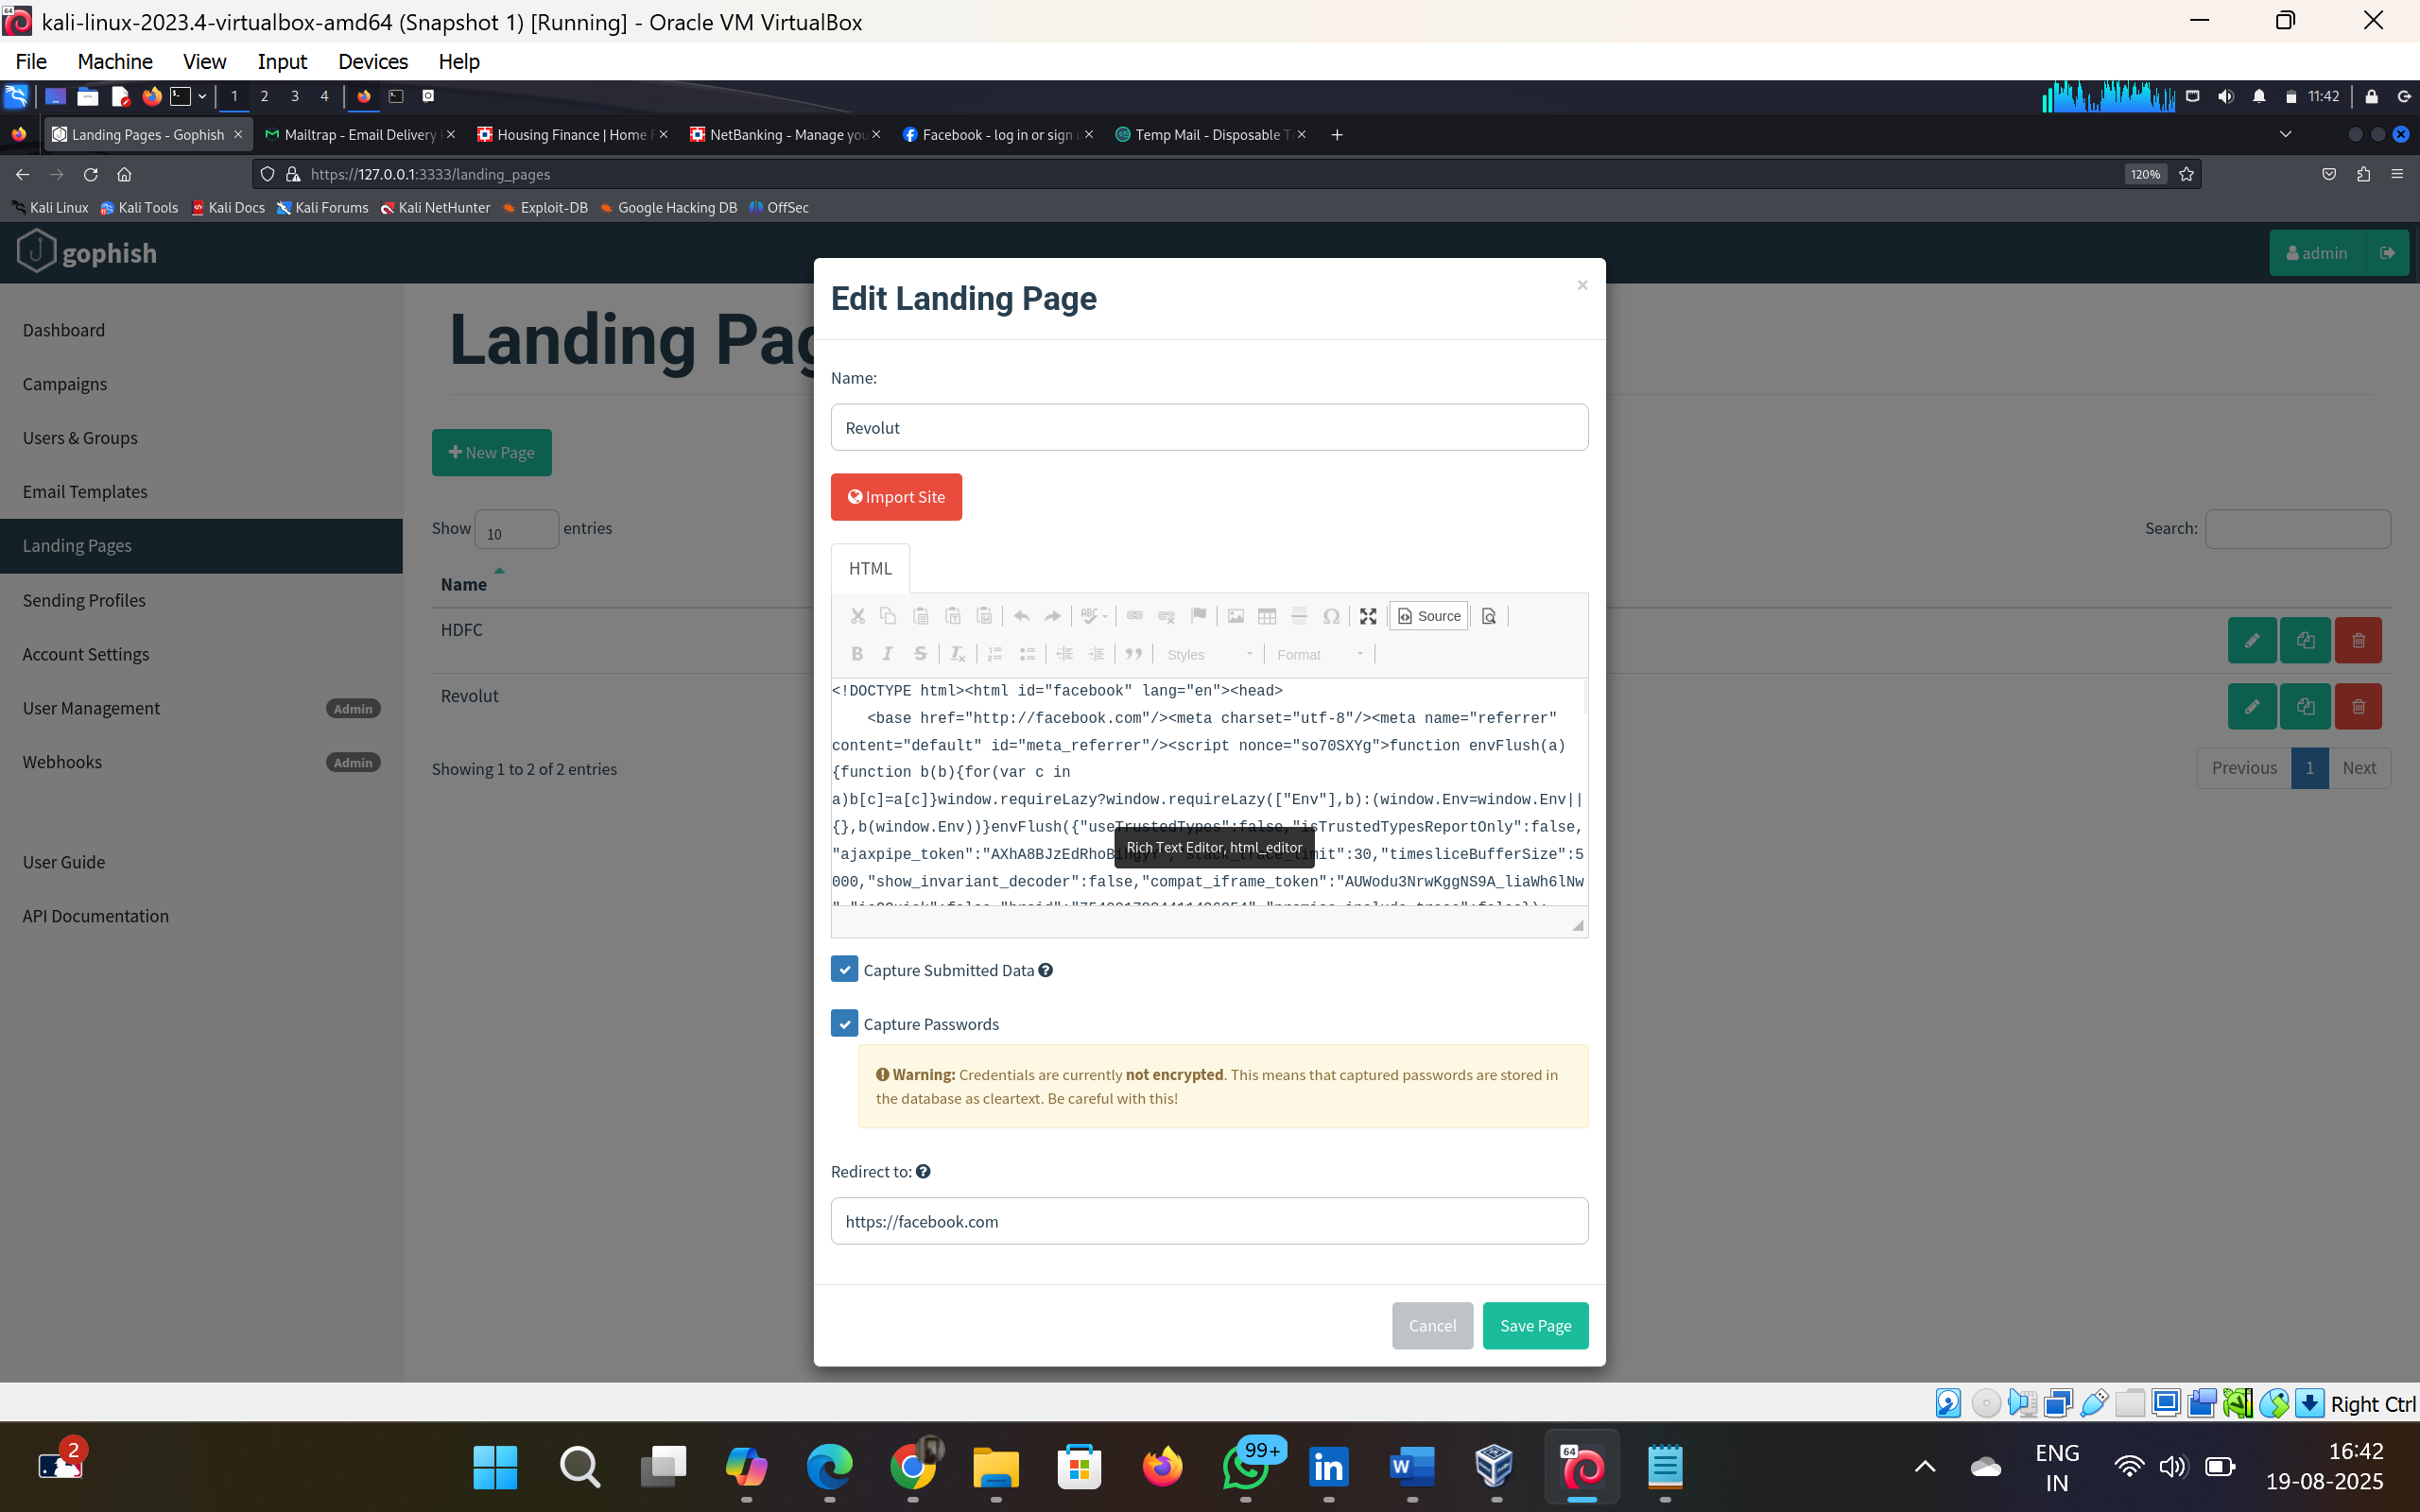 kali-linux-2023.4-virtualbox-amd64 (Snapshot 1) [Running] - Oracle VM VirtualBox
File Machine View Input Devices Help
1 2 3 4 11:42
Landing Pages - Gophish Mailtrap - Email Delivery Housing Finance | Home F NetBanking - Manage you Facebook - log in or sign Temp Mail - Disposable T
https://127.0.0.1:3333/landing_pages 120%
Kali Linux Kali Tools Kali Docs Kali Forums Kali NetHunter Exploit-DB Google Hacking DB OffSec
gophish admin
Dashboard
Campaigns
Users & Groups
Email Templates
Landing Pages
Sending Profiles
Account Settings
User Management Admin
Webhooks Admin
User Guide
API Documentation
Landing Pag
New Page
Show 10 entries
Search:
Name
HDFC
Revolut
Showing 1 to 2 of 2 entries
Previous 1 Next
Edit Landing Page
Name:
Revolut
Import Site
HTML
Source
Styles Format
<!DOCTYPE html><html id="facebook" lang="en"><head>
<base href="http://facebook.com"/><meta charset="utf-8"/><meta name="referrer"
content="default" id="meta_referrer"/><script nonce="so70SXYg">function envFlush(a)
{function b(b){for(var c in
a)b[c]=a[c]}window.requireLazy?window.requireLazy(["Env"],b):(window.Env=window.Env||
{},b(window.Env))}envFlush({"useTrustedTypes":false,"isTrustedTypesReportOnly":false,
"ajaxpipe_token":"AXhA8BJzEdRhoB "stack_trace_limit":30,"timesliceBufferSize":5
000,"show_invariant_decoder":false,"compat_iframe_token":"AUWodu3NrwKggNS9A_liaWh6lNw
Rich Text Editor, html_editor
Capture Submitted Data
Capture Passwords
Warning: Credentials are currently not encrypted. This means that captured passwords are stored in
the database as cleartext. Be careful with this!
Redirect to:
https://facebook.com
Cancel Save Page
Right Ctrl
2
99+
64
ENG
IN
16:42
19-08-2025